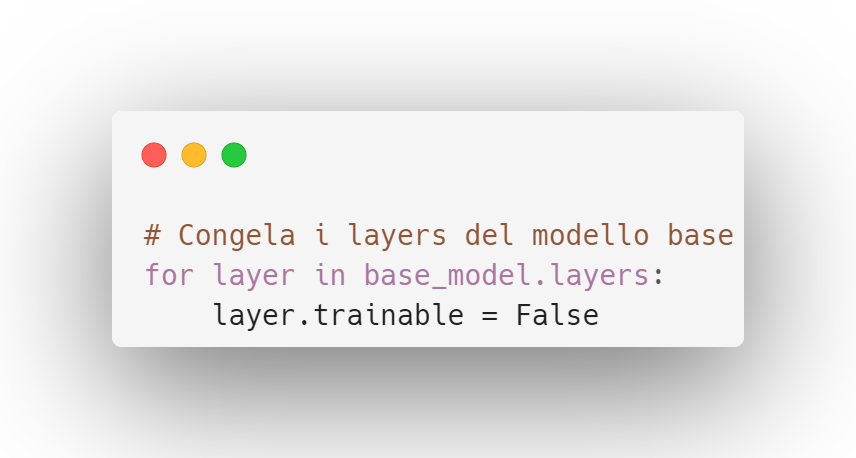 # Congela i layers del modello base
for layer in base_model.layers:
    layer.trainable = False